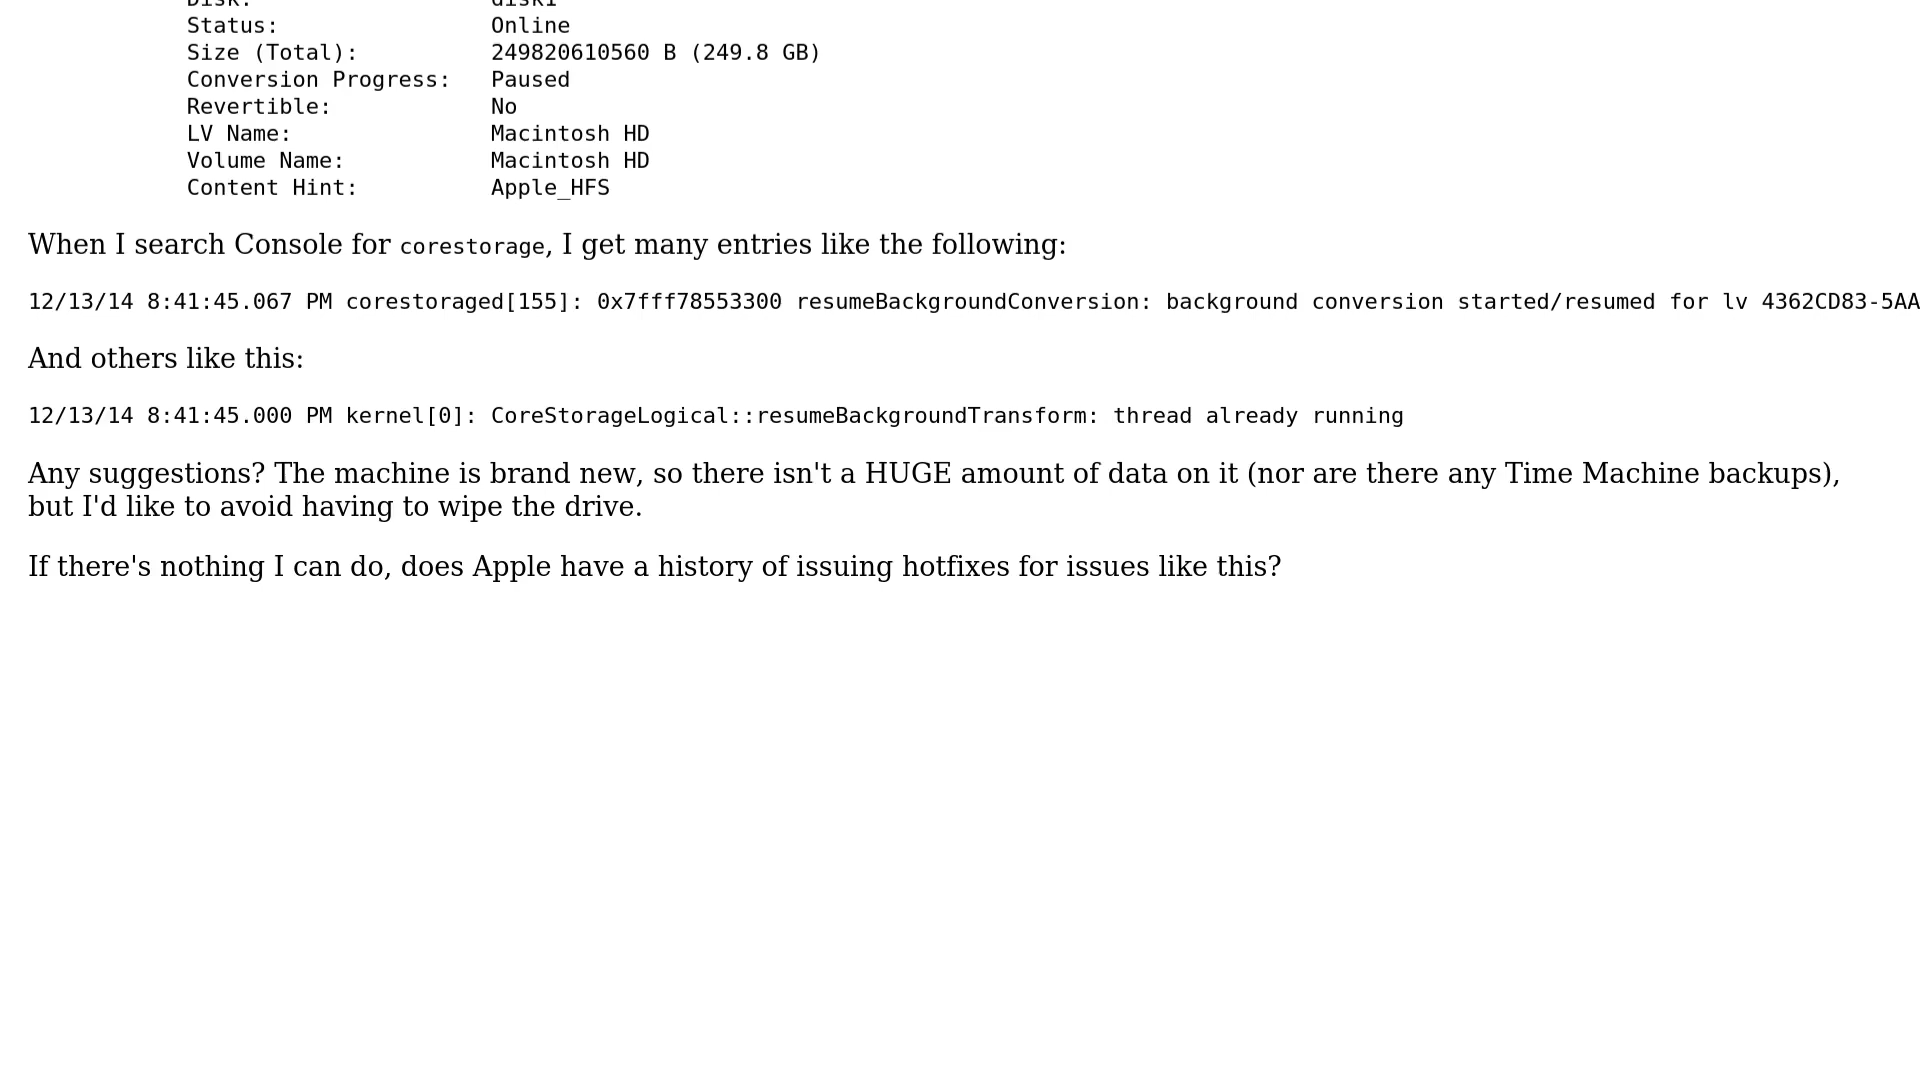 Disk: disk1
Status: Online
Size (Total): 249820610560 B (249.8 GB)
Conversion Progress: Paused
Revertible: No
LV Name: Macintosh HD
Volume Name: Macintosh HD
Content Hint: Apple_HFS
When I search Console for corestorage, I get many entries like the following:
12/13/14 8:41:45.067 PM corestoraged[155]: 0x7fff78553300 resumeBackgroundConversion: background conversion started/resumed for lv 4362CD83-5AA
And others like this:
12/13/14 8:41:45.000 PM kernel[0]: CoreStorageLogical::resumeBackgroundTransform: thread already running
Any suggestions? The machine is brand new, so there isn't a HUGE amount of data on it (nor are there any Time Machine backups),
but I'd like to avoid having to wipe the drive.
If there's nothing I can do, does Apple have a history of issuing hotfixes for issues like this?